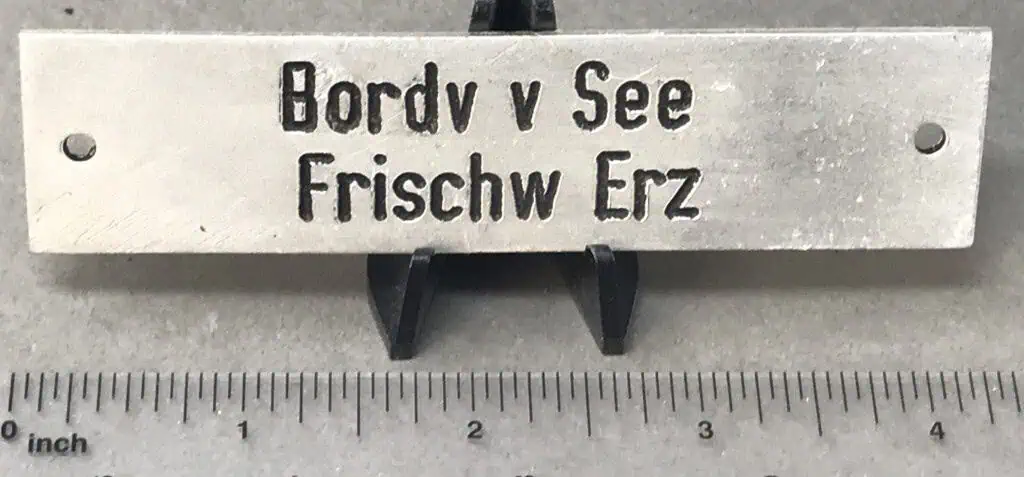 Bordv v See
Frischw Erz
0 inch 1 2 3 4